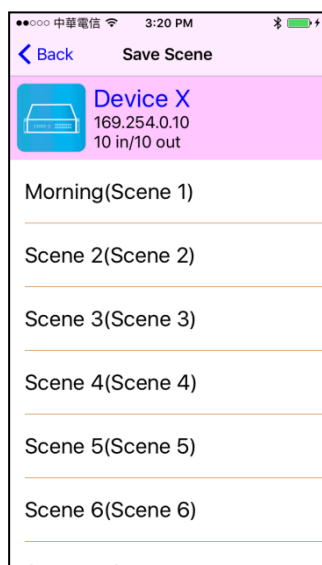 中華電信 3:20 PM
Back Save Scene
Device X
169.254.0.10
10 in/10 out
Morning(Scene 1)
Scene 2(Scene 2)
Scene 3(Scene 3)
Scene 4(Scene 4)
Scene 5(Scene 5)
Scene 6(Scene 6)